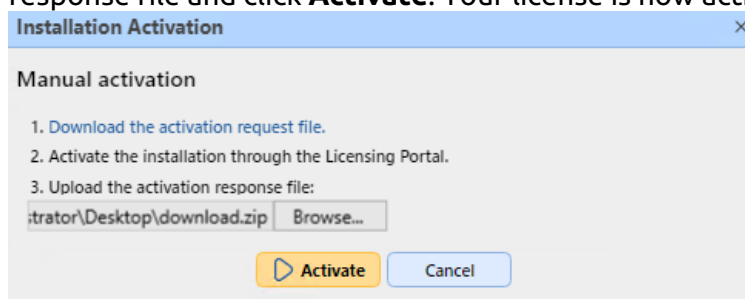 response file and click Activate. Your license is now act
Installation Activation
Manual activation
1. Download the activation request file.
2. Activate the installation through the Licensing Portal.
3. Upload the activation response file:
strator\Desktop\download.zip Browse...
Activate Cancel